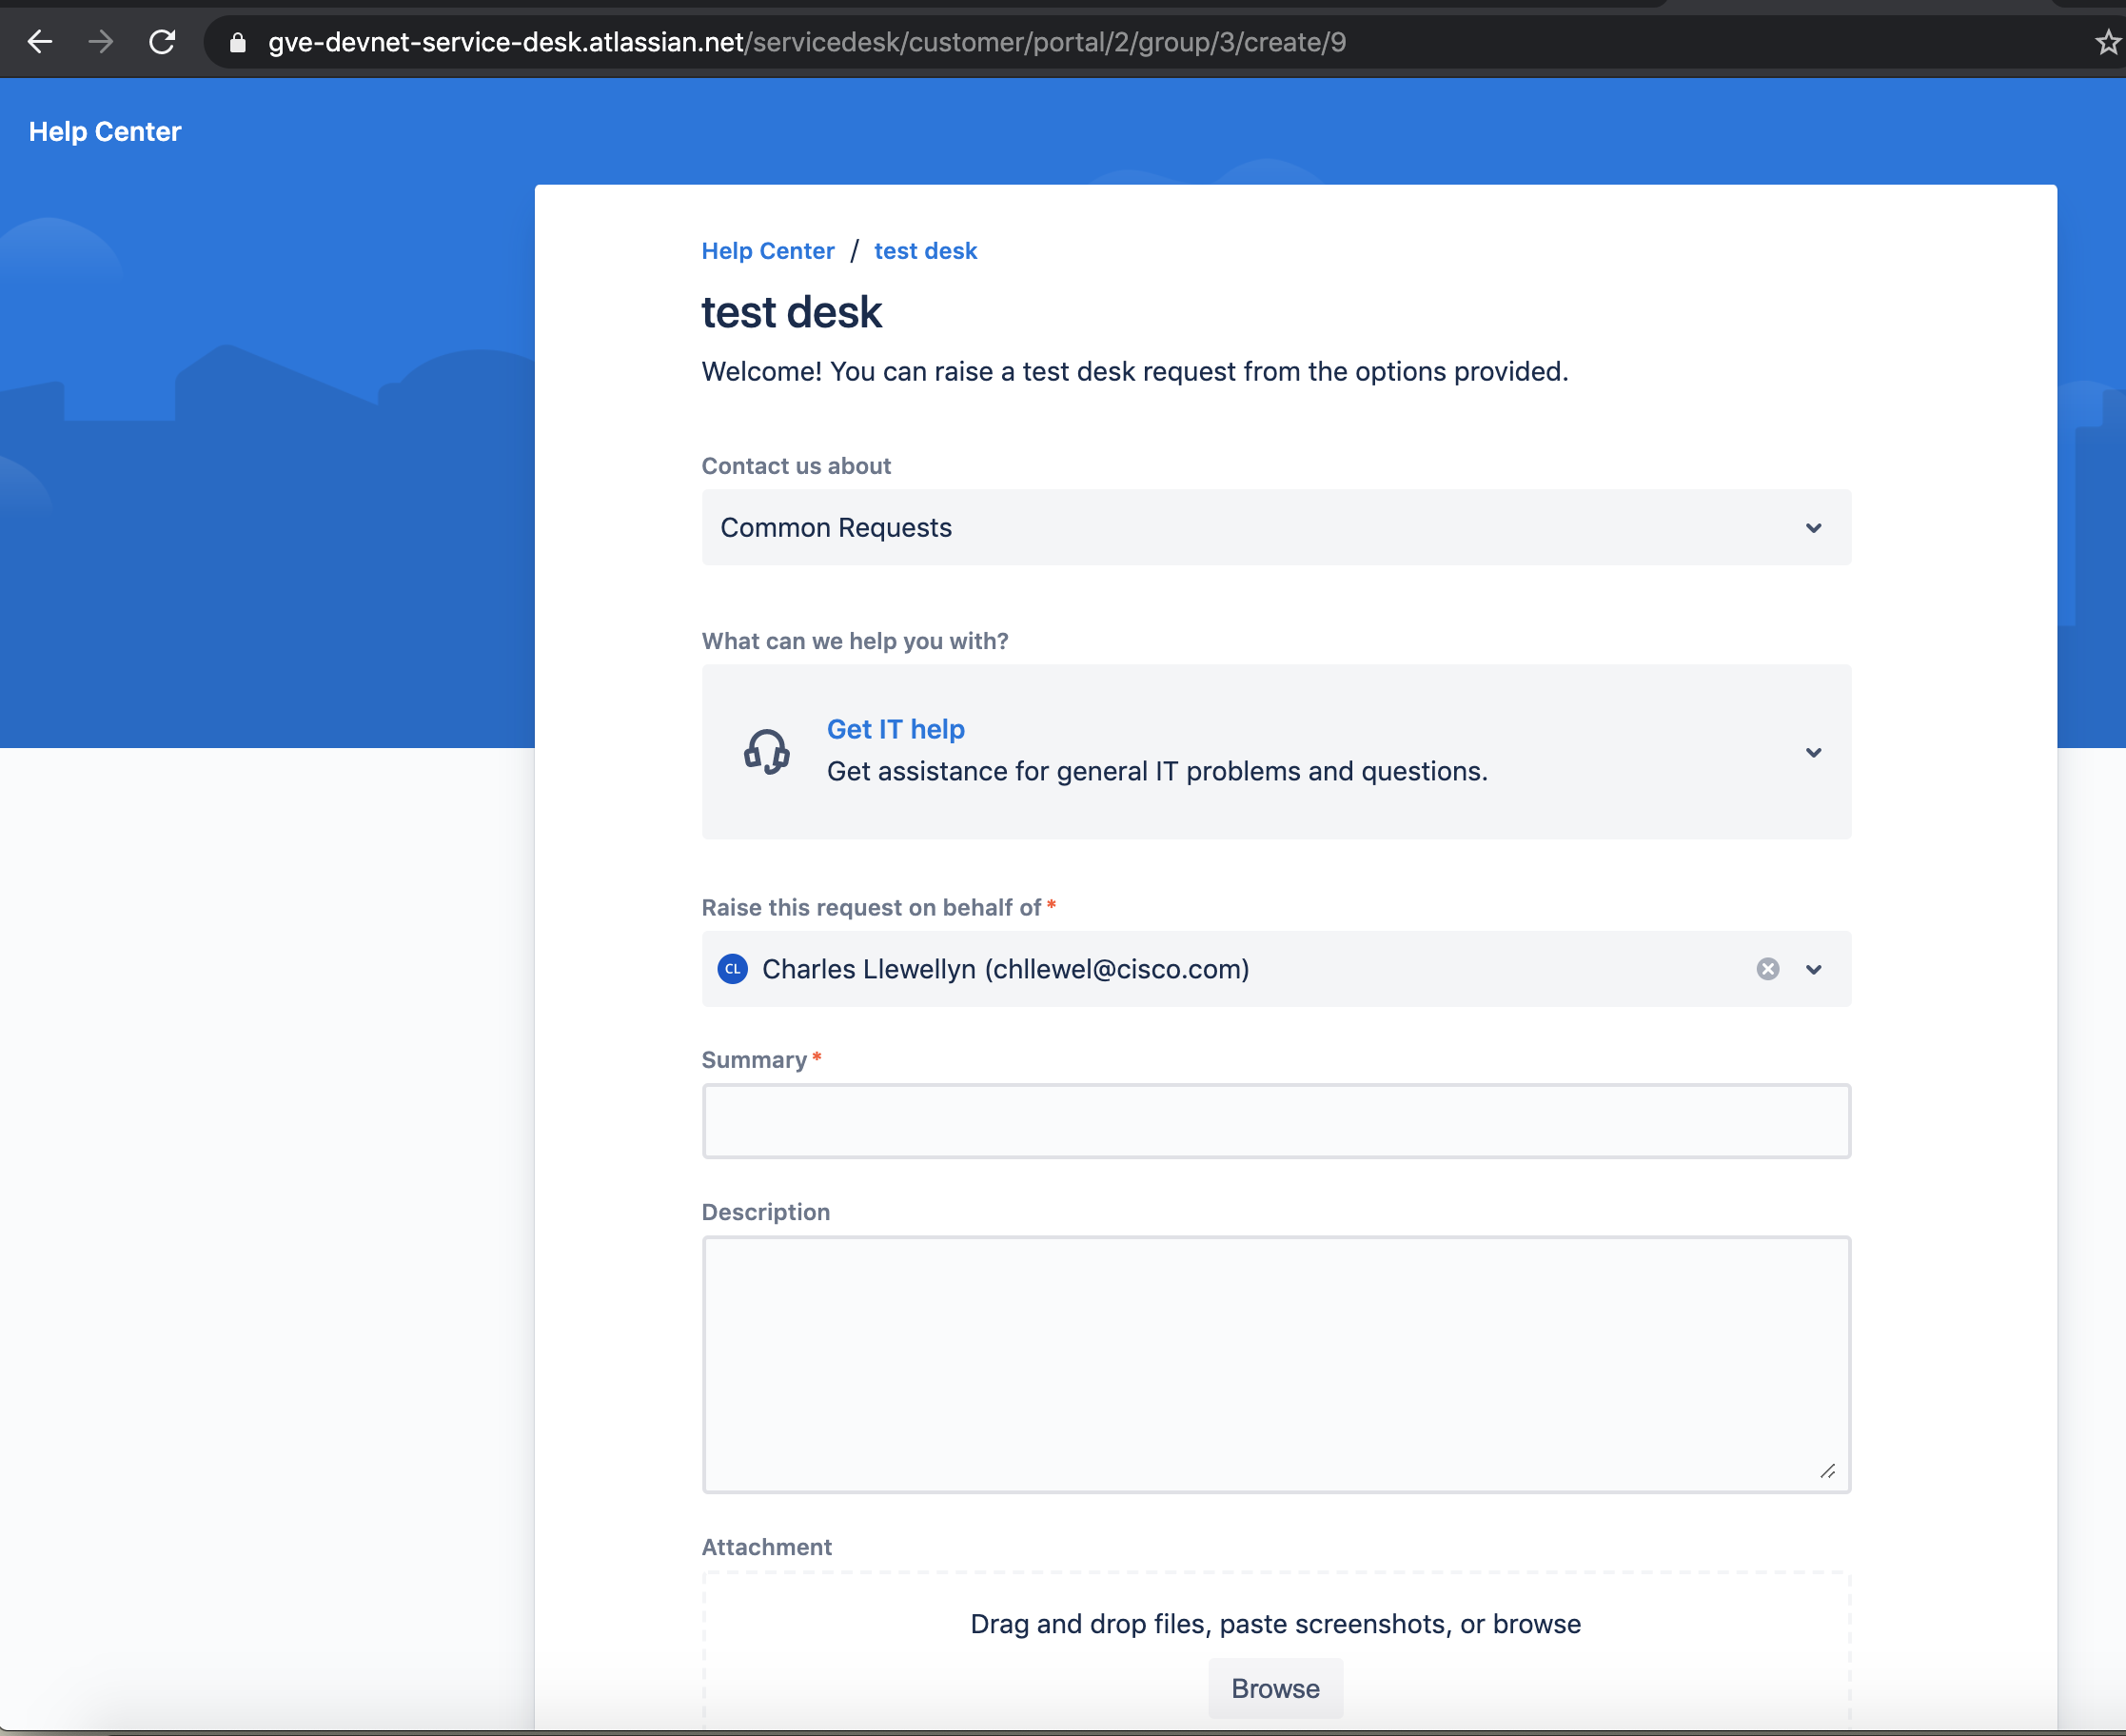 gve-devnet-service-desk.atlassian.net/servicedesk/customer/portal/2/group/3/create/9
Help Center
Help Center / test desk
test desk
Welcome! You can raise a test desk request from the options provided.
Contact us about
Common Requests
What can we help you with?
Get IT help
Get assistance for general IT problems and questions.
Raise this request on behalf of *
CL Charles Llewellyn (chllewel@cisco.com)
Summary *
Description
Attachment
Drag and drop files, paste screenshots, or browse
Browse